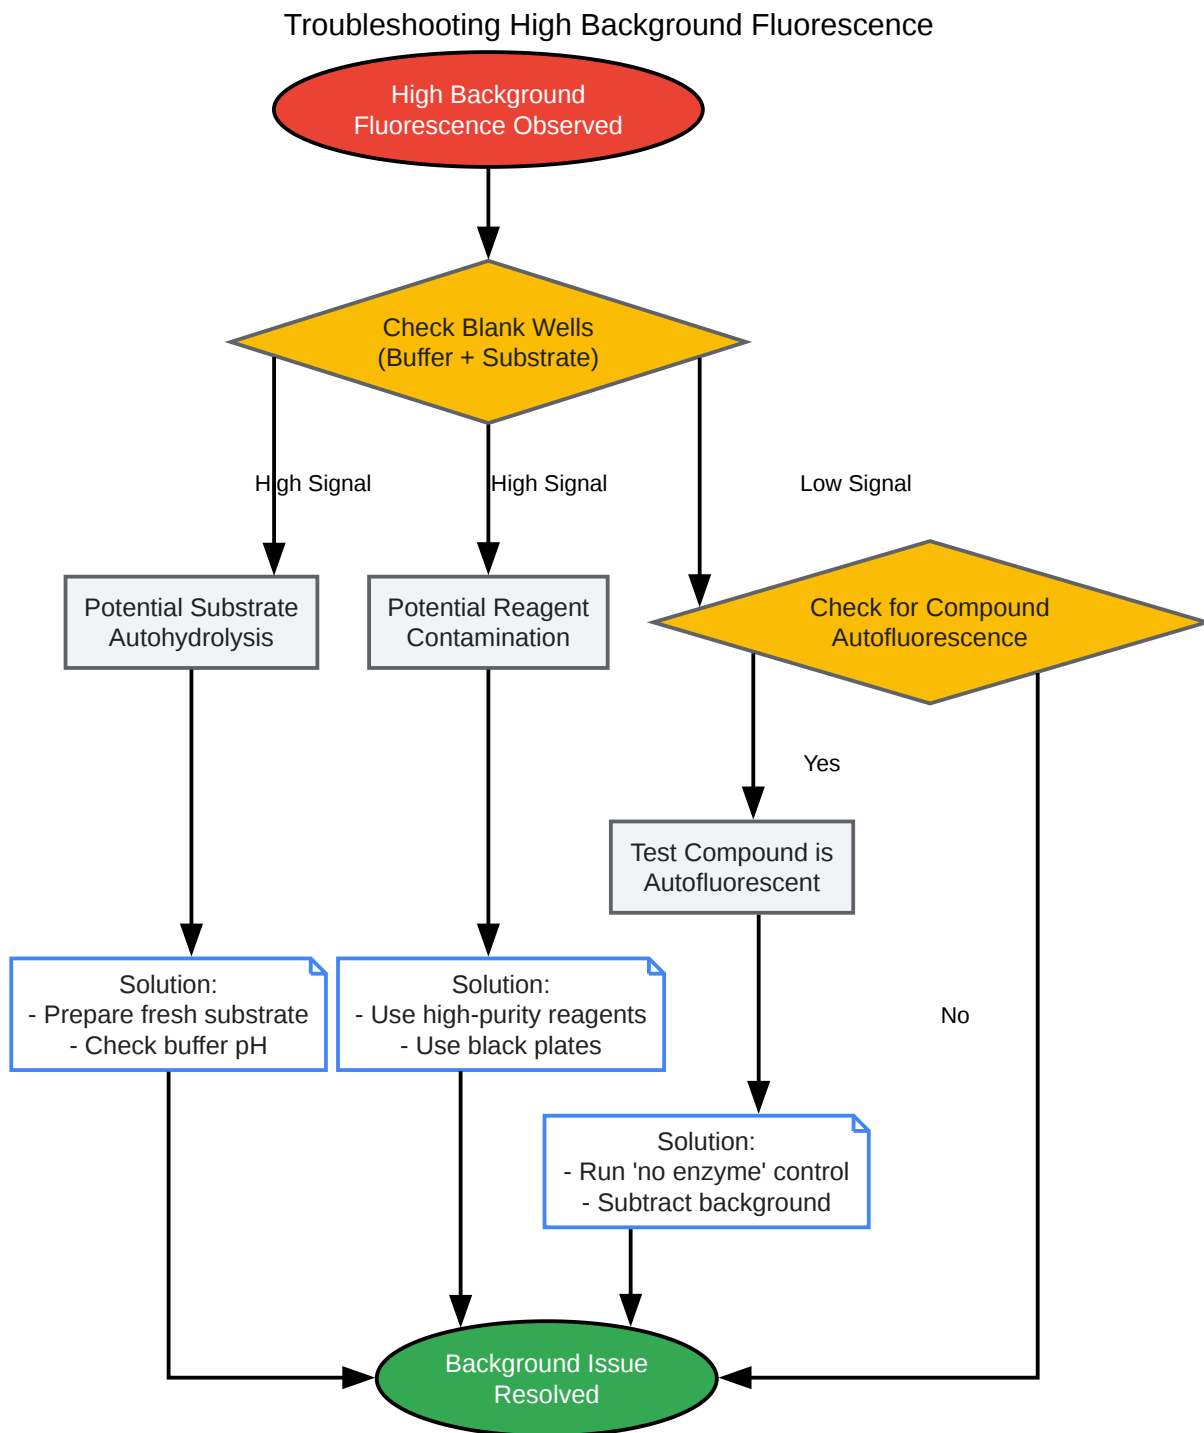 Troubleshooting High Background Fluorescence
High Background
Fluorescence Observed
Check Blank Wells
(Buffer + Substrate)
High Signal
High Signal
Low Signal
Potential Substrate
Autohydrolysis
Potential Reagent
Contamination
Check for Compound
Autofluorescence
Yes
Test Compound is
Autofluorescent
Solution:
- Prepare fresh substrate
- Check buffer pH
Solution:
- Use high-purity reagents
- Use black plates
No
Solution:
- Run 'no enzyme' control
- Subtract background
Background Issue
Resolved